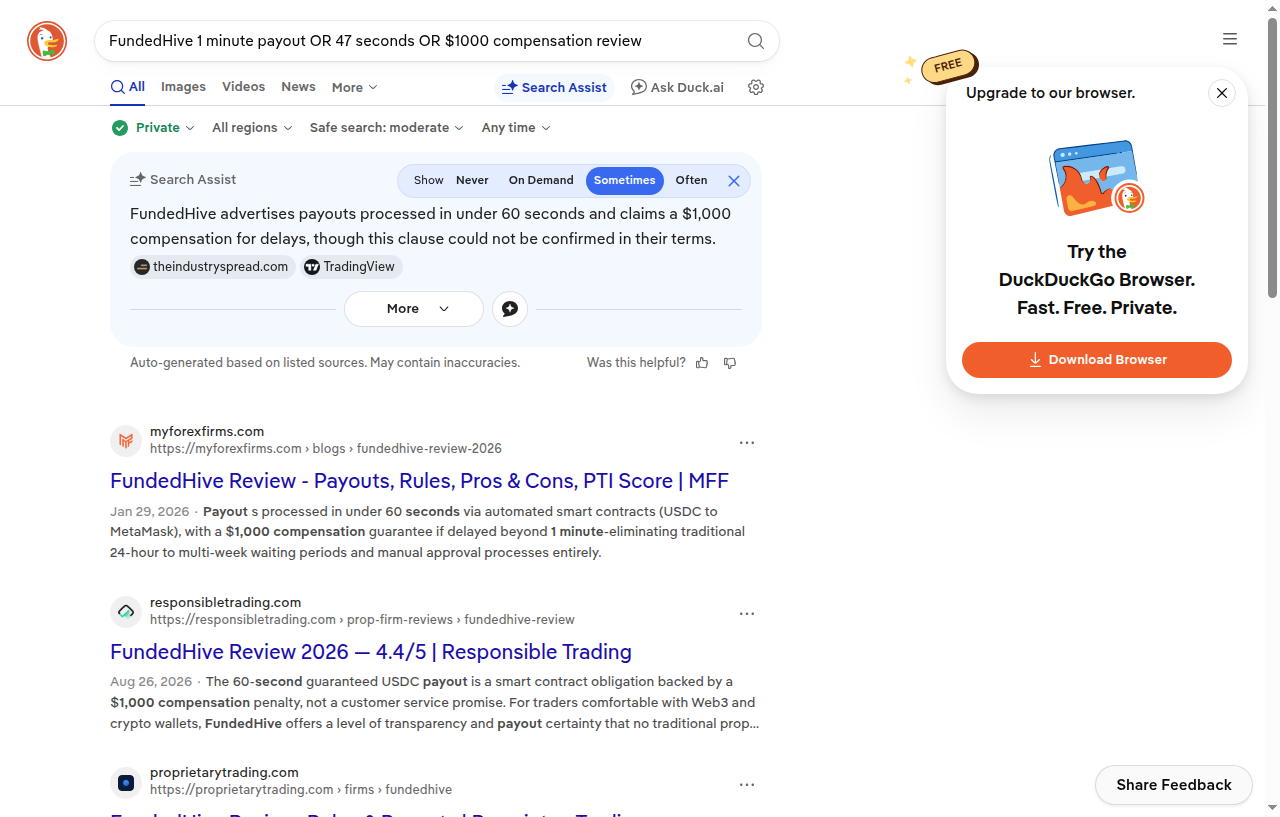 FundedHive 1 minute payout OR 47 seconds OR $1000 compensation review
All
Images
Videos
News
More
Search Assist
Ask Duck.ai
FREE
Upgrade to our browser.
Private
All regions
Safe search: moderate
Any time
Search Assist
Show
Never
On Demand
Sometimes
Often
FundedHive advertises payouts processed in under 60 seconds and claims a $1,000
compensation for delays, though this clause could not be confirmed in their terms.
theindustryspread.com
TradingView
More
Auto-generated based on listed sources. May contain inaccuracies.
Was this helpful?
Try the
DuckDuckGo Browser.
Fast. Free. Private.
Download Browser
myforexfirms.com
https://myforexfirms.com › blogs › fundedhive-review-2026
FundedHive Review - Payouts, Rules, Pros & Cons, PTI Score | MFF
Jan 29, 2026 · Payout s processed in under 60 seconds via automated smart contracts (USDC to
MetaMask), with a $1,000 compensation guarantee if delayed beyond 1 minute-eliminating traditional
24-hour to multi-week waiting periods and manual approval processes entirely.
responsibletrading.com
https://responsibletrading.com › prop-firm-reviews › fundedhive-review
FundedHive Review 2026 — 4.4/5 | Responsible Trading
Aug 26, 2026 · The 60-second guaranteed USDC payout is a smart contract obligation backed by a
$1,000 compensation penalty, not a customer service promise. For traders comfortable with Web3 and
crypto wallets, FundedHive offers a level of transparency and payout certainty that no traditional prop...
proprietarytrading.com
https://proprietarytrading.com › firms › fundedhive
Share Feedback